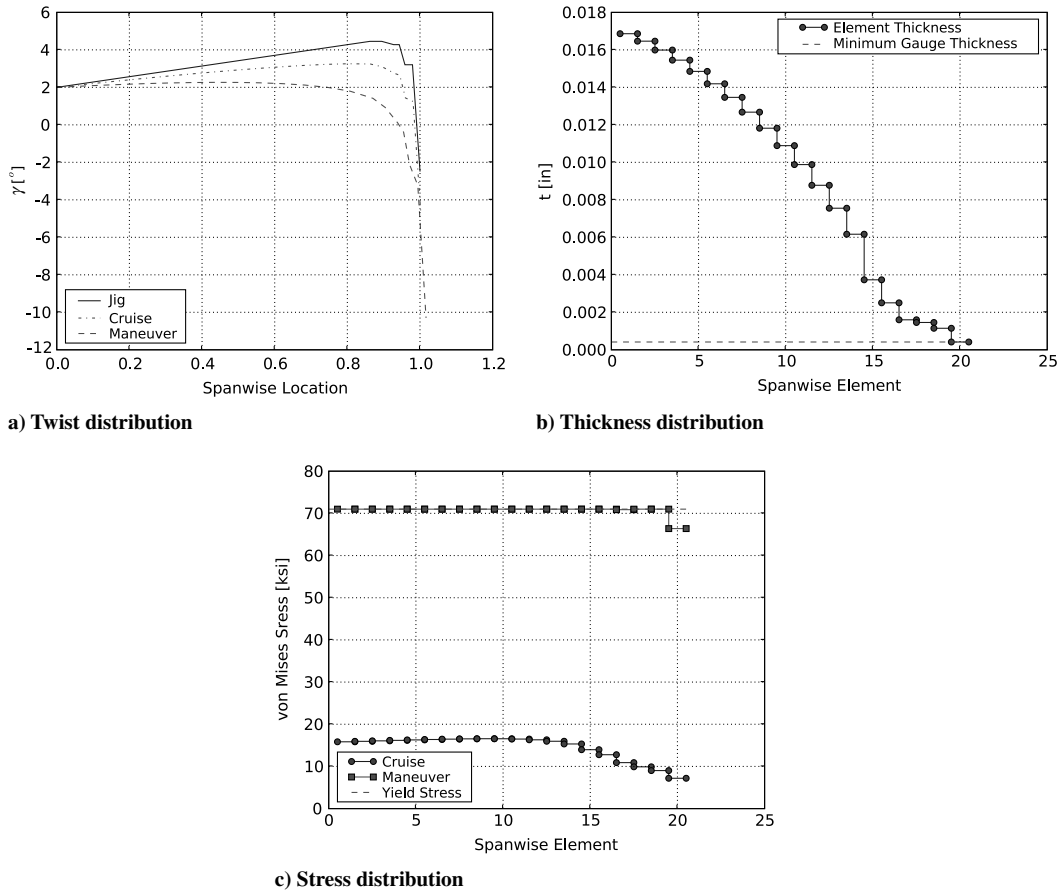 6
4
2
0
-2
-4
-6
-8
-10
-12
γ[°]
Jig
Cruise
Maneuver
0.0 0.2 0.4 0.6 0.8 1.0 1.2
Spanwise Location
a) Twist distribution
0.018
0.016
0.014
0.012
0.010
0.008
0.006
0.004
0.002
0.000
t [in]
Element Thickness
Minimum Gauge Thickness
0 5 10 15 20 25
Spanwise Element
b) Thickness distribution
80
70
60
50
40
30
20
10
0
von Mises Sress [ksi]
Cruise
Maneuver
Yield Stress
0 5 10 15 20 25
Spanwise Element
c) Stress distribution